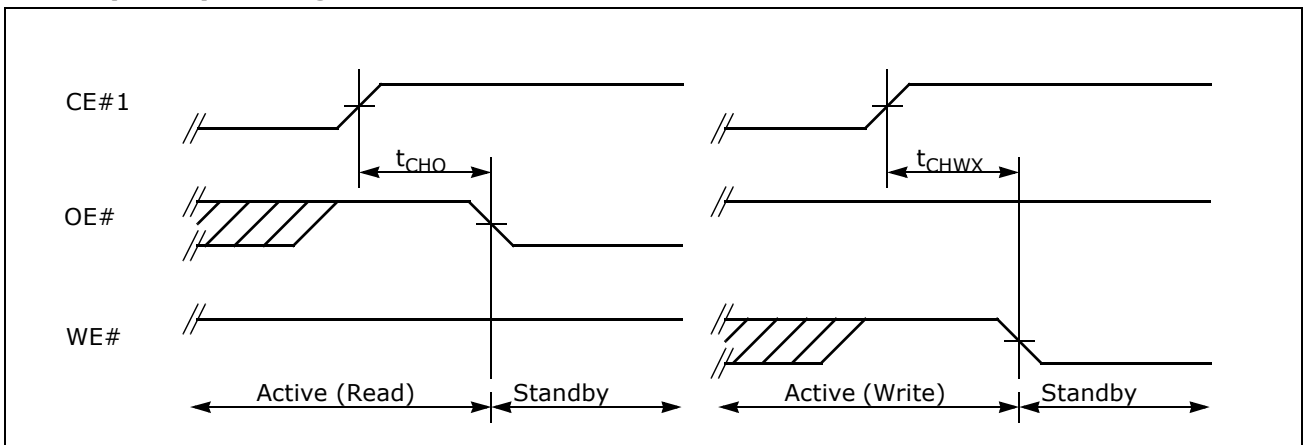 CE#1
tCHO
tCHWX
OE#
WE#
Active (Read) Standby Active (Write) Standby